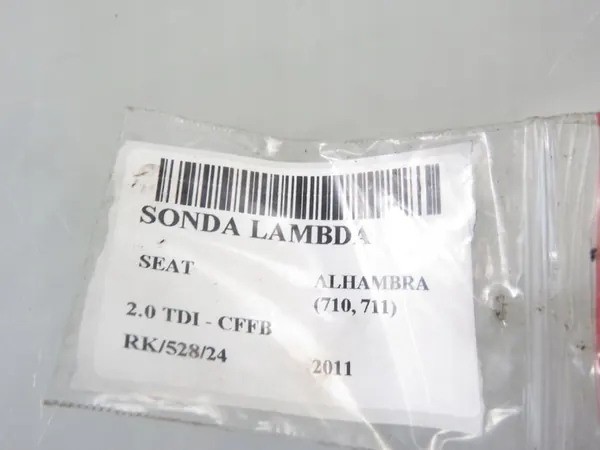 SONDA LAMBDA
SEAT
ALHAMBRA
(710, 711)
2.0 TDI - CFFB
RK/528/24
2011